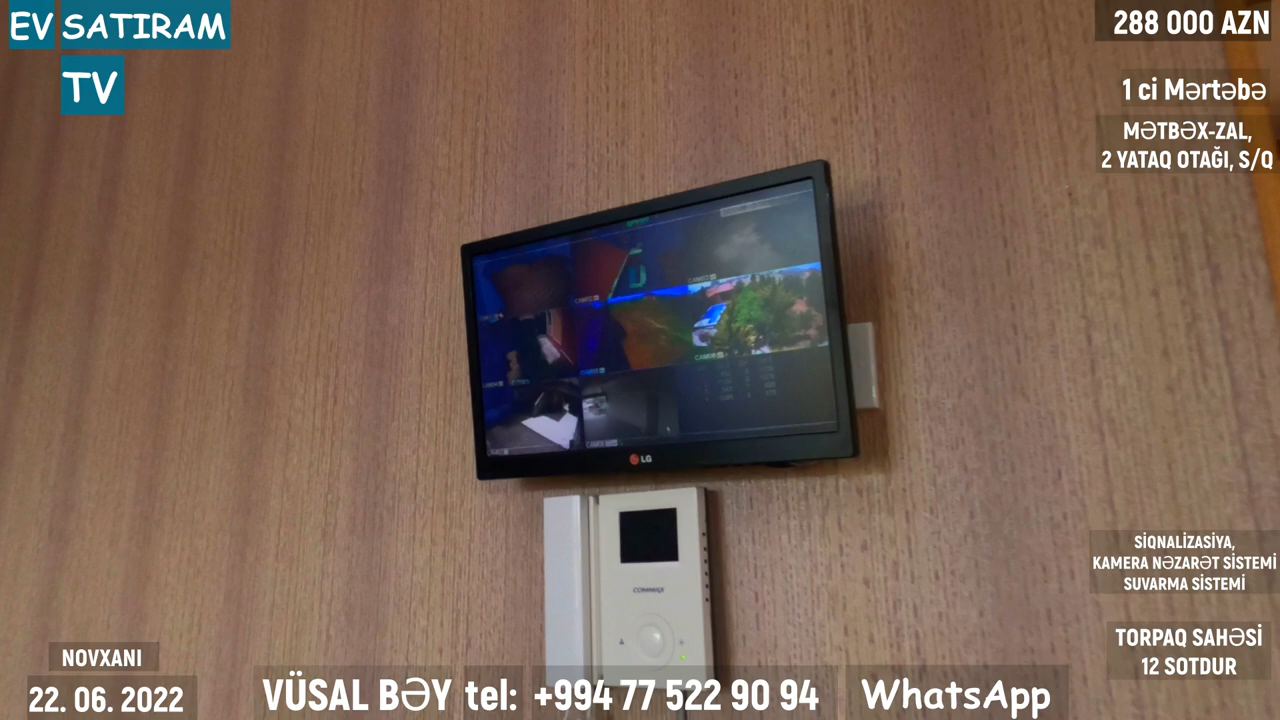 EV SATIRAM
TV
288 000 AZN
1 ci Mərtəbə
MƏTBƏX-ZAL,
2 YATAQ OTAĞI, S/Q
LG
COMMAX
SİQNALİZASİYA,
KAMERA NƏZARƏT SİSTEMİ
SUVARMA SİSTEMİ
TORPAQ SAHƏSİ
12 SOTDUR
NOVXANI
22. 06. 2022
VÜSAL BƏY tel: +994 77 522 90 94 WhatsApp